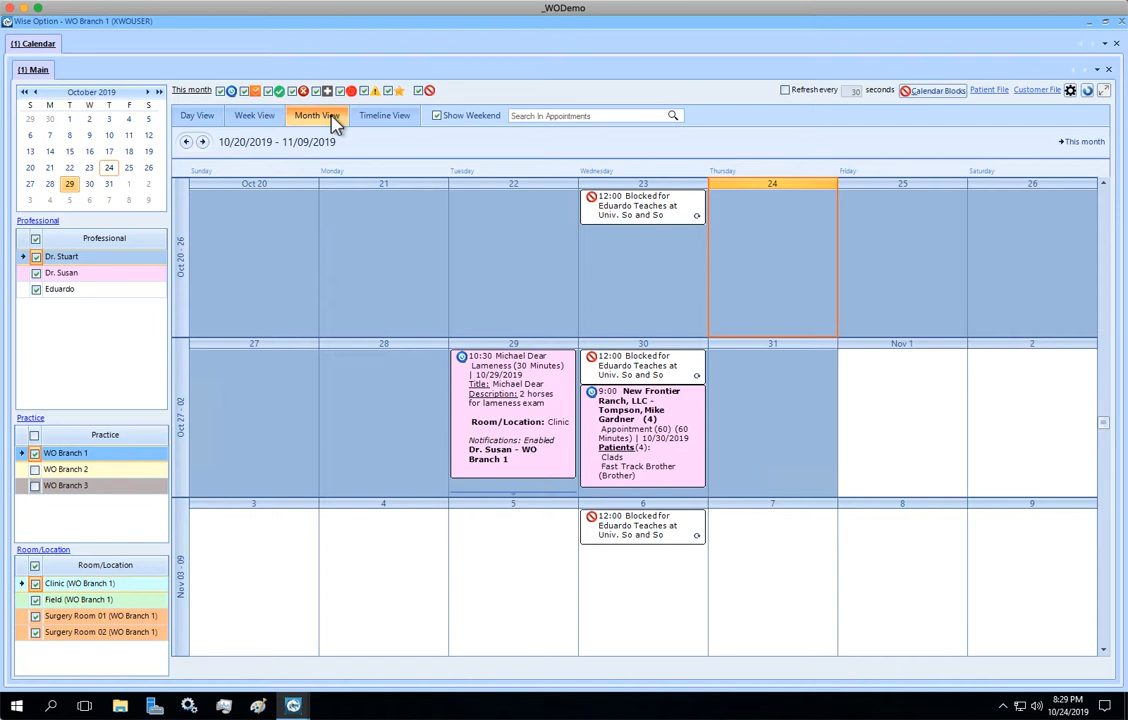 _WODemo
Wise Option - WO Branch 1 (XWOUSER)
(1) Calendar
(1) Main
October 2019
S M T W T F S
29 30 1 2 3 4 5
6 7 8 9 10 11 12
13 14 15 16 17 18 19
20 21 22 23 24 25 26
27 28 29 30 31 1 2
3 4 5 6 7 8 9
Professional
Professional
Dr. Stuart
Dr. Susan
Eduardo
Practice
Practice
WO Branch 1
WO Branch 2
WO Branch 3
Room/Location
Room/Location
Clinic (WO Branch 1)
Field (WO Branch 1)
Surgery Room 01 (WO Branch 1)
Surgery Room 02 (WO Branch 1)
This month
Refresh every 30 seconds
Calendar Blocks
Patient File
Customer File
Day View
Week View
Month View
Timeline View
Show Weekend
Search In Appointments
10/20/2019 - 11/09/2019
This month
Sunday Monday Tuesday Wednesday Thursday Friday Saturday
Oct 20 - 26
Oct 20 21 22 23 24 25 26
12:00 Blocked for
Eduardo Teaches at
Univ. So and So
Oct 27 - 02
27 28 29 30 31 Nov 1 2
10:30 Michael Dear
Lameness (30 Minutes)
| 10/29/2019
Title: Michael Dear
Description: 2 horses
for lameness exam
Room/Location: Clinic
Notifications: Enabled
Dr. Susan - WO
Branch 1
12:00 Blocked for
Eduardo Teaches at
Univ. So and So
9:00 New Frontier
Ranch, LLC -
Tompson, Mike
Gardner (4)
Appointment (60) (60
Minutes) | 10/30/2019
Patients(4):
Clads
Fast Track Brother
(Brother)
Nov 03 - 09
3 4 5 6 7 8 9
12:00 Blocked for
Eduardo Teaches at
Univ. So and So
8:29 PM
10/24/2019